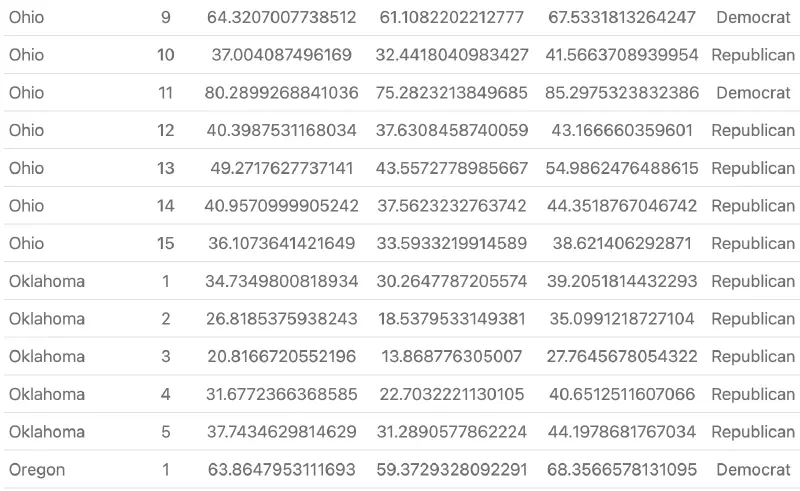 Ohio 9 64.3207007738512 61.1082202212777 67.5331813264247 Democrat
Ohio 10 37.004087496169 32.4418040983427 41.5663708939954 Republican
Ohio 11 80.2899268841036 75.2823213849685 85.2975323832386 Democrat
Ohio 12 40.3987531168034 37.6308458740059 43.166660359601 Republican
Ohio 13 49.2717627737141 43.5572778985667 54.9862476488615 Republican
Ohio 14 40.9570999905242 37.5623232763742 44.3518767046742 Republican
Ohio 15 36.1073641421649 33.5933219914589 38.621406292871 Republican
Oklahoma 1 34.7349800818934 30.2647787205574 39.2051814432293 Republican
Oklahoma 2 26.8185375938243 18.5379533149381 35.0991218727104 Republican
Oklahoma 3 20.8166720552196 13.868776305007 27.7645678054322 Republican
Oklahoma 4 31.6772366368585 22.7032221130105 40.6512511607066 Republican
Oklahoma 5 37.7434629814629 31.2890577862224 44.1978681767034 Republican
Oregon 1 63.8647953111693 59.3729328092291 68.3566578131095 Democrat